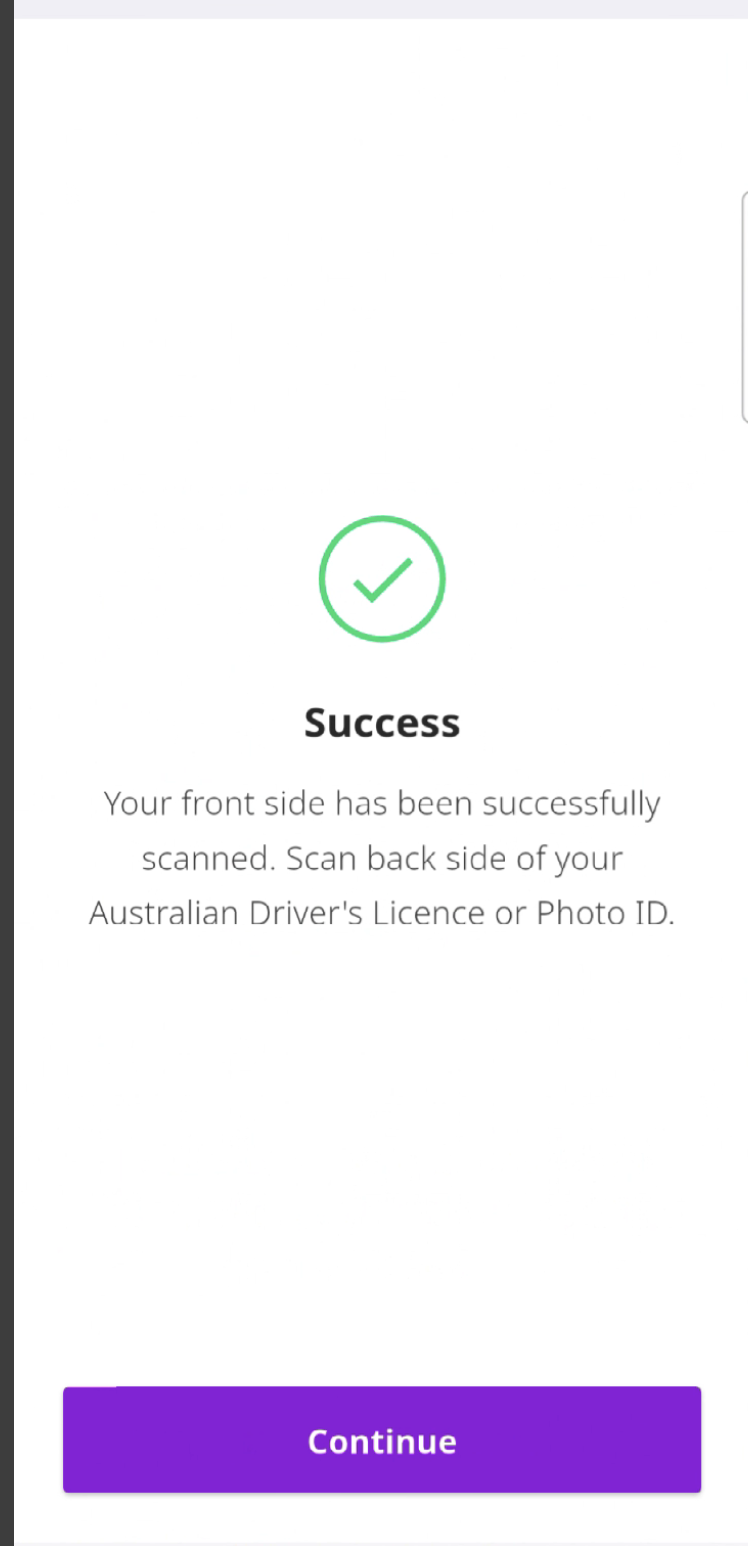 Success
Your front side has been successfully
scanned. Scan back side of your
Australian Driver's Licence or Photo ID.
Continue